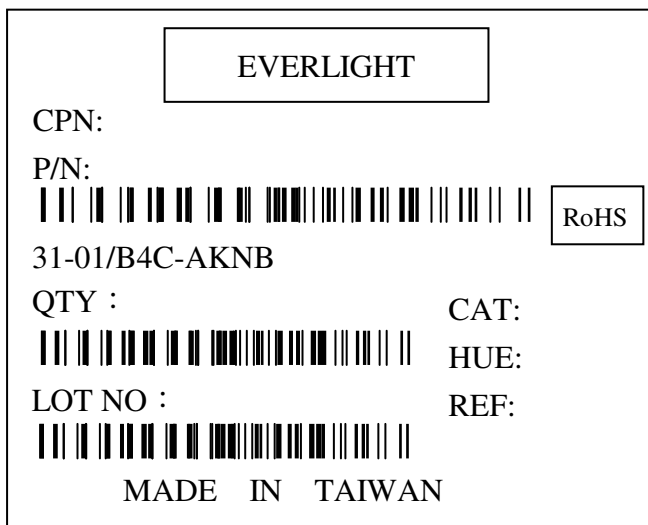 EVERLIGHT
CPN:
P/N:
RoHS
31-01/B4C-AKNB
QTY：
CAT:
HUE:
LOT NO：
REF:
MADE IN TAIWAN